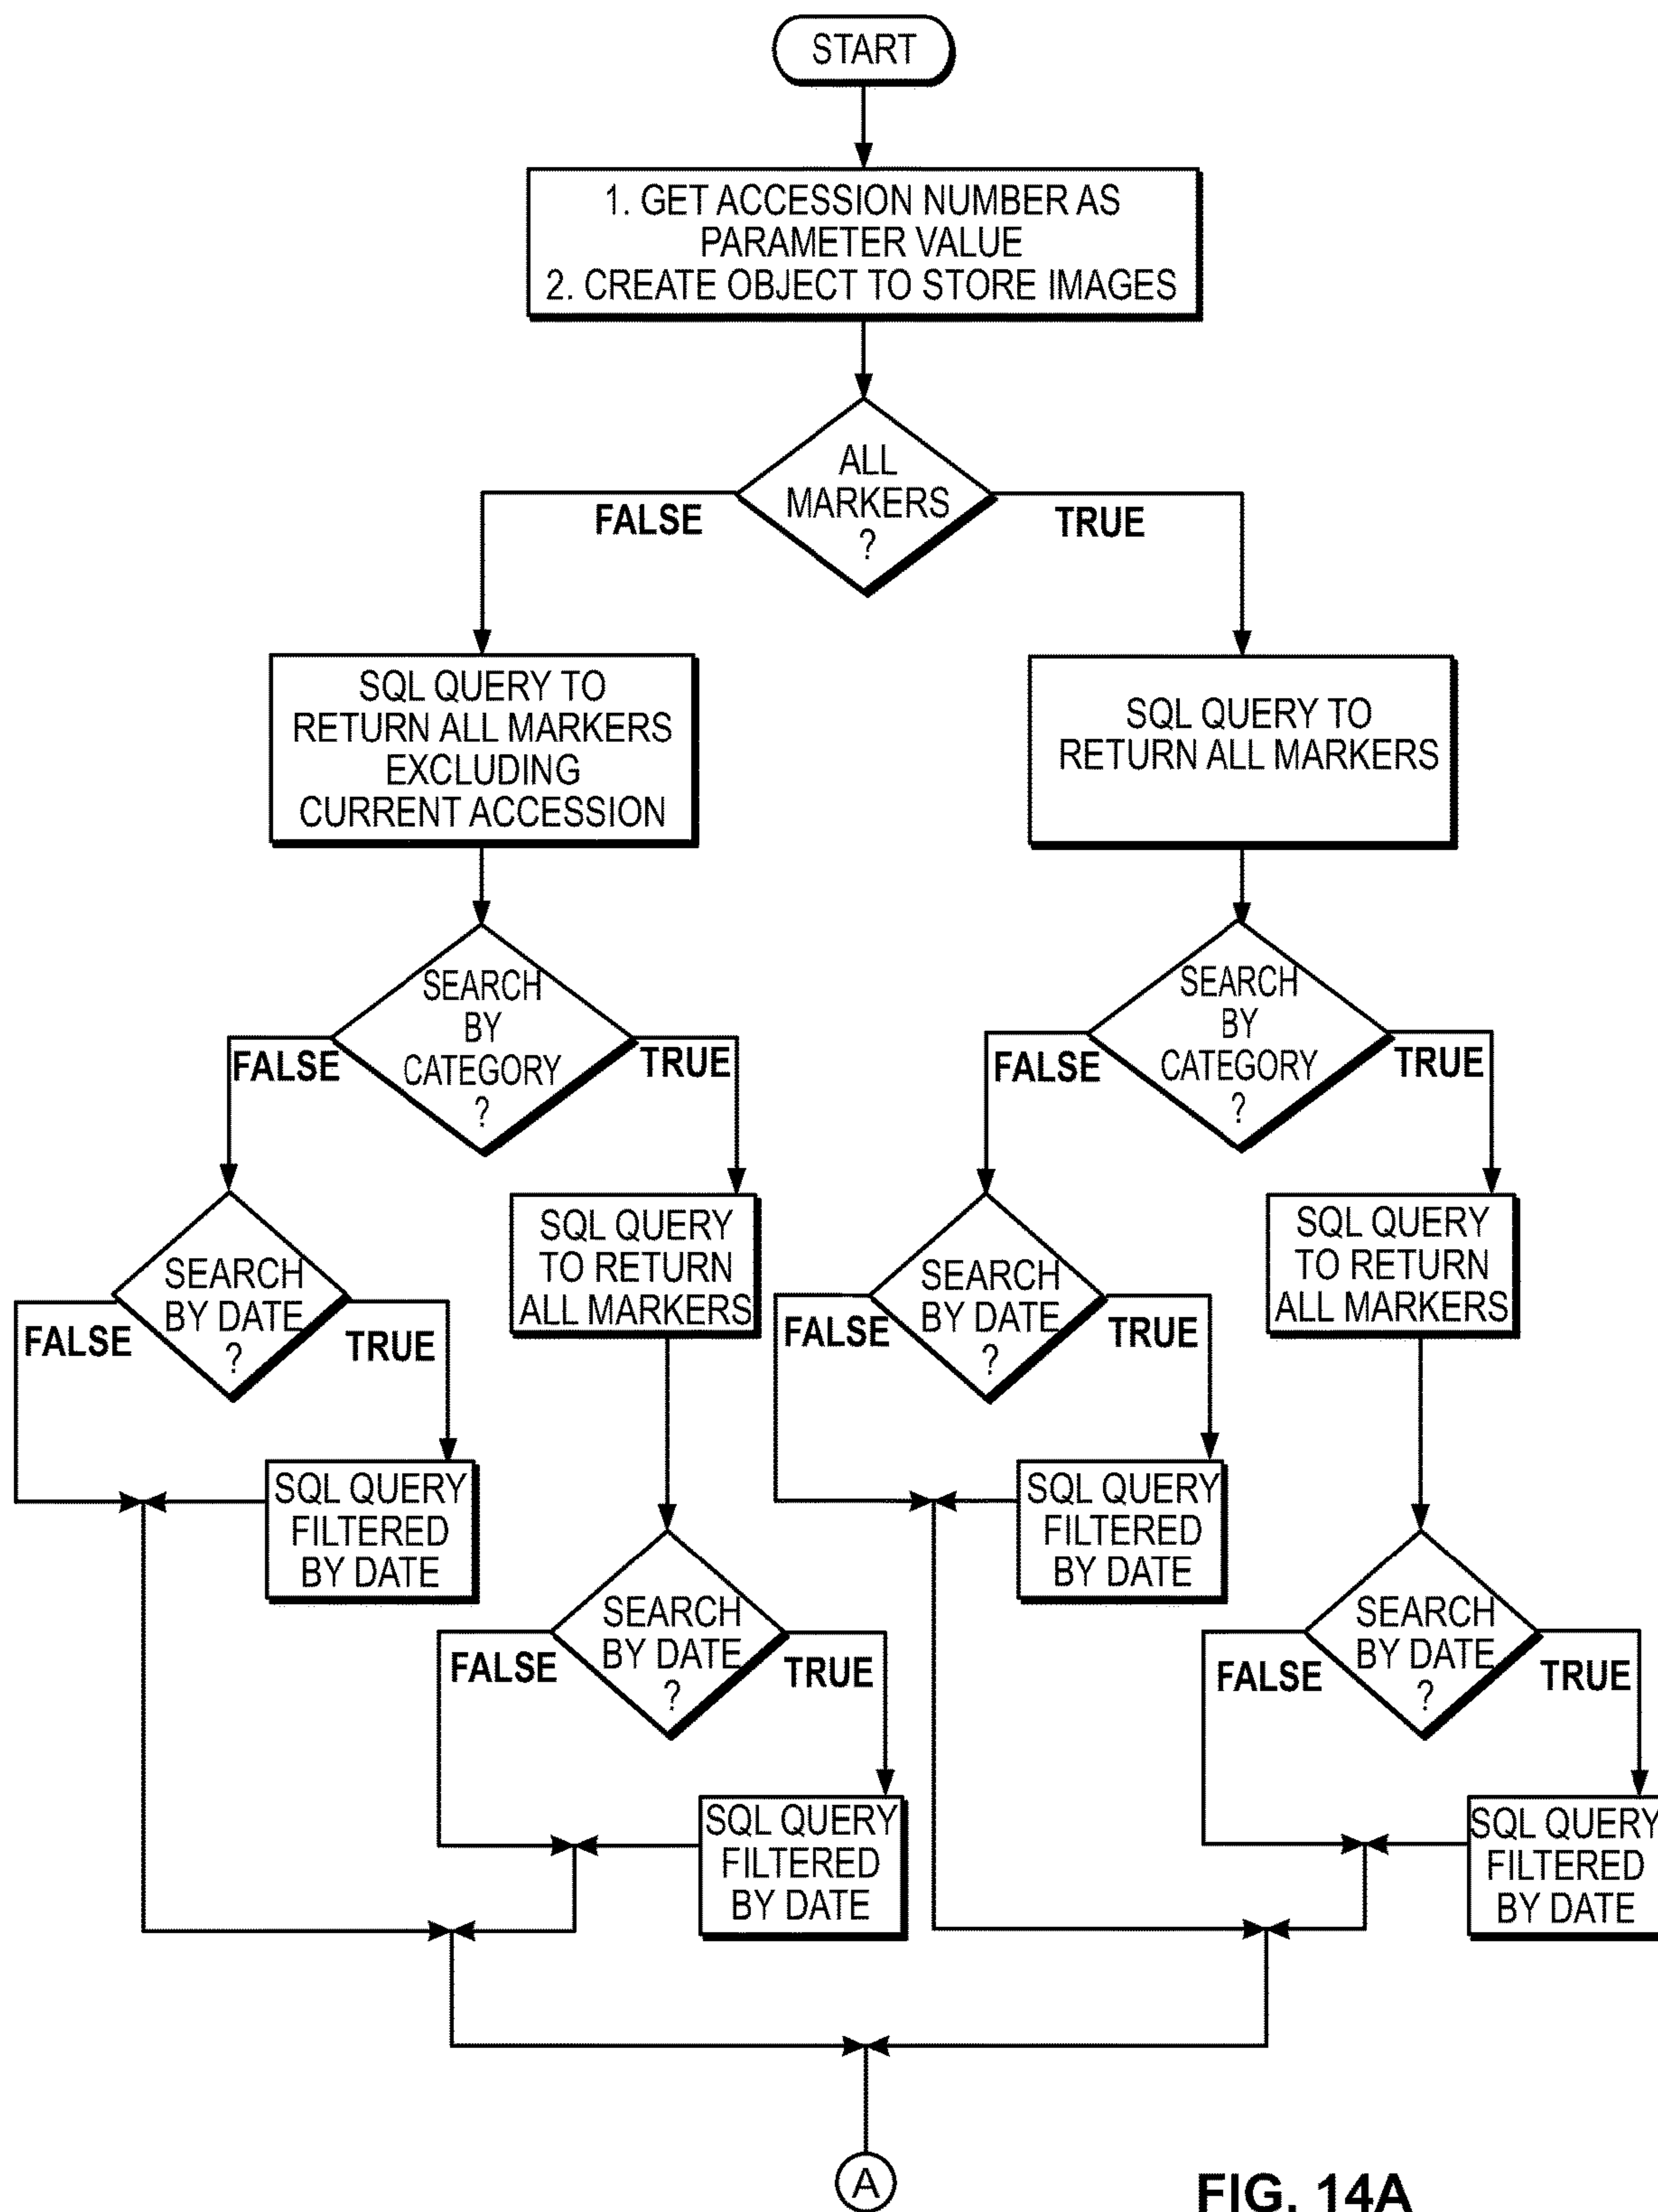 START
1. GET ACCESSION NUMBER AS
PARAMETER VALUE
2. CREATE OBJECT TO STORE IMAGES
ALL
MARKERS
?
FALSE
TRUE
SQL QUERY TO
RETURN ALL MARKERS
EXCLUDING
CURRENT ACCESSION
SQL QUERY TO
RETURN ALL MARKERS
SEARCH
BY
CATEGORY
?
FALSE
TRUE
SEARCH
BY
CATEGORY
?
FALSE
TRUE
SEARCH
BY DATE
?
FALSE
TRUE
SQL QUERY
TO RETURN
ALL MARKERS
SEARCH
BY DATE
?
FALSE
TRUE
SQL QUERY
TO RETURN
ALL MARKERS
SQL QUERY
FILTERED
BY DATE
SEARCH
BY DATE
?
FALSE
TRUE
SQL QUERY
FILTERED
BY DATE
SEARCH
BY DATE
?
FALSE
TRUE
SQL QUERY
FILTERED
BY DATE
SQL QUERY
FILTERED
BY DATE
A
FIG. 14A